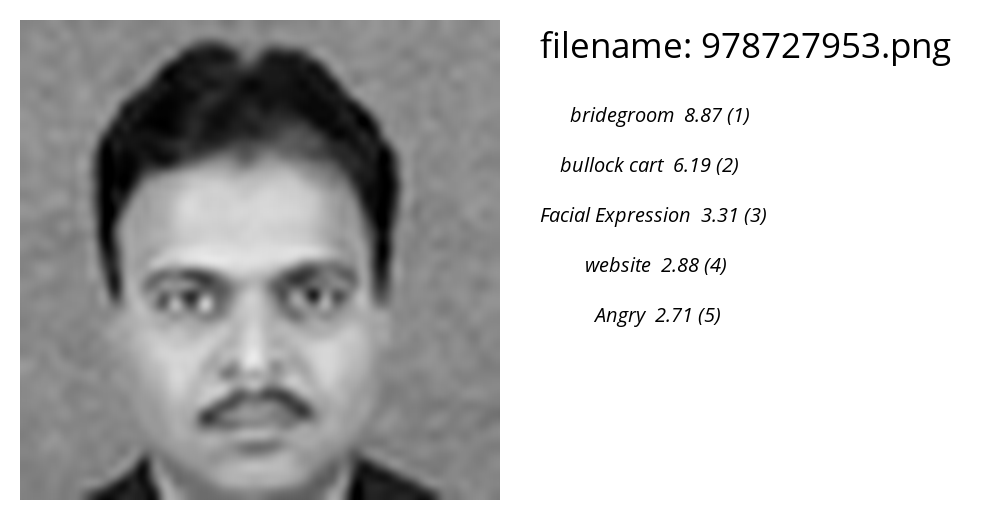 filename: 978727953.png
bridegroom 8.87 (1)
bullock cart 6.19 (2)
Facial Expression 3.31 (3)
website 2.88 (4)
Angry 2.71 (5)